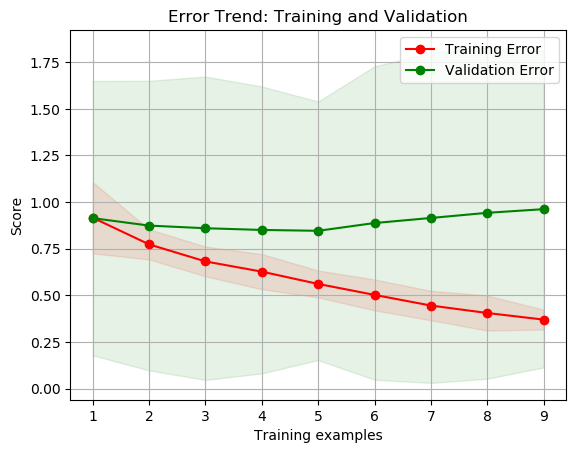 Error Trend: Training and Validation
Training Error
Validation Error
Score
1.75
1.50
1.25
1.00
0.75
0.50
0.25
0.00
1 2 3 4 5 6 7 8 9
Training examples